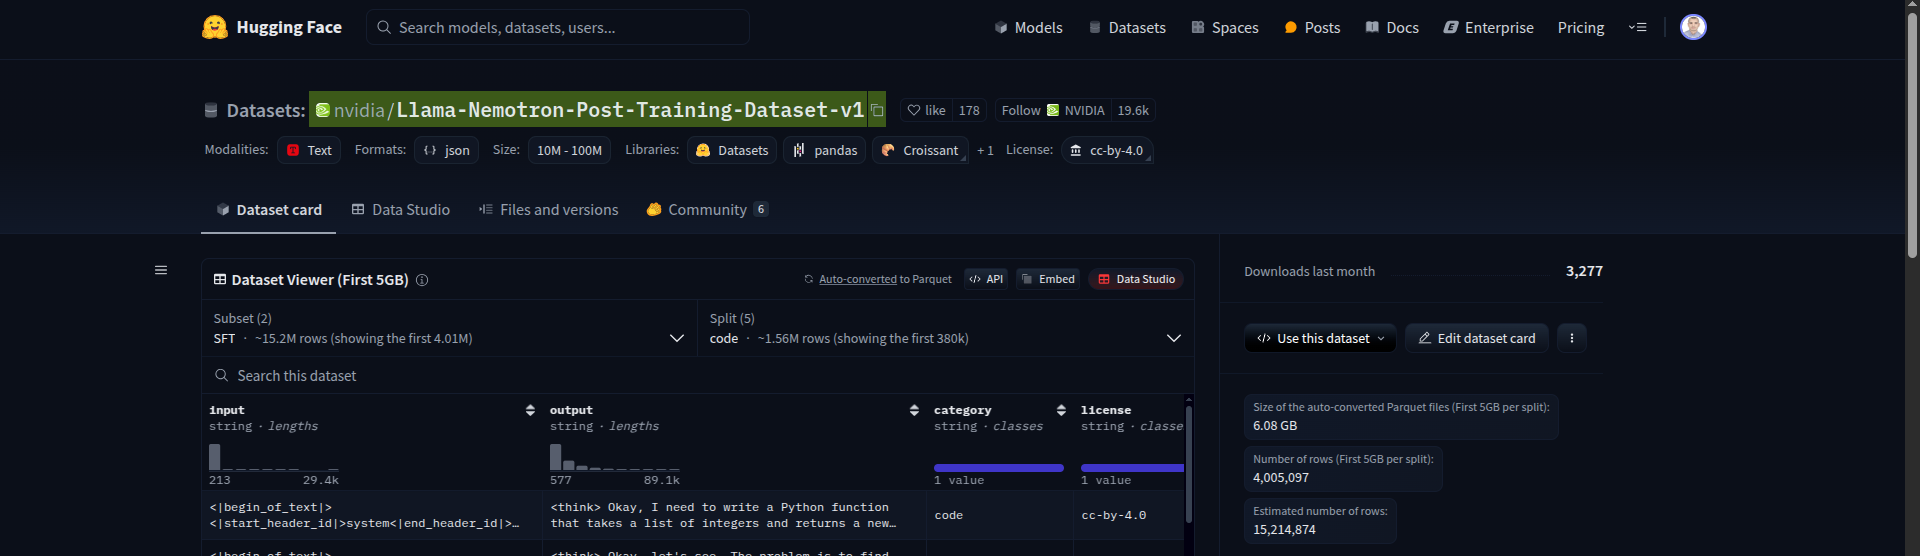 Hugging Face
Search models, datasets, users...
Models
Datasets
Spaces
Posts
Docs
Enterprise
Pricing
Datasets: nvidia/Llama-Nemotron-Post-Training-Dataset-v1
like 178
Follow NVIDIA 19.6k
Modalities: Text Formats: json Size: 10M - 100M Libraries: Datasets pandas Croissant + 1 License: cc-by-4.0
Dataset card
Data Studio
Files and versions
Community 6
Dataset Viewer (First 5GB)
Auto-converted to Parquet
API
Embed
Data Studio
Subset (2)
SFT · ~15.2M rows (showing the first 4.01M)
Split (5)
code · ~1.56M rows (showing the first 380k)
Search this dataset
input
string · lengths
213 29.4k
output
string · lengths
577 89.1k
category
string · classes
1 value
license
string · classe
1 value
<|begin_of_text|>
<|start_header_id|>system<|end_header_id|>…
<think> Okay, I need to write a Python function
that takes a list of integers and returns a new…
code
cc-by-4.0
<|begin_of_text|>
<think> Okay, let's see. The problem is to find
Downloads last month
3,277
Use this dataset
Edit dataset card
Size of the auto-converted Parquet files (First 5GB per split):
6.08 GB
Number of rows (First 5GB per split):
4,005,097
Estimated number of rows:
15,214,874